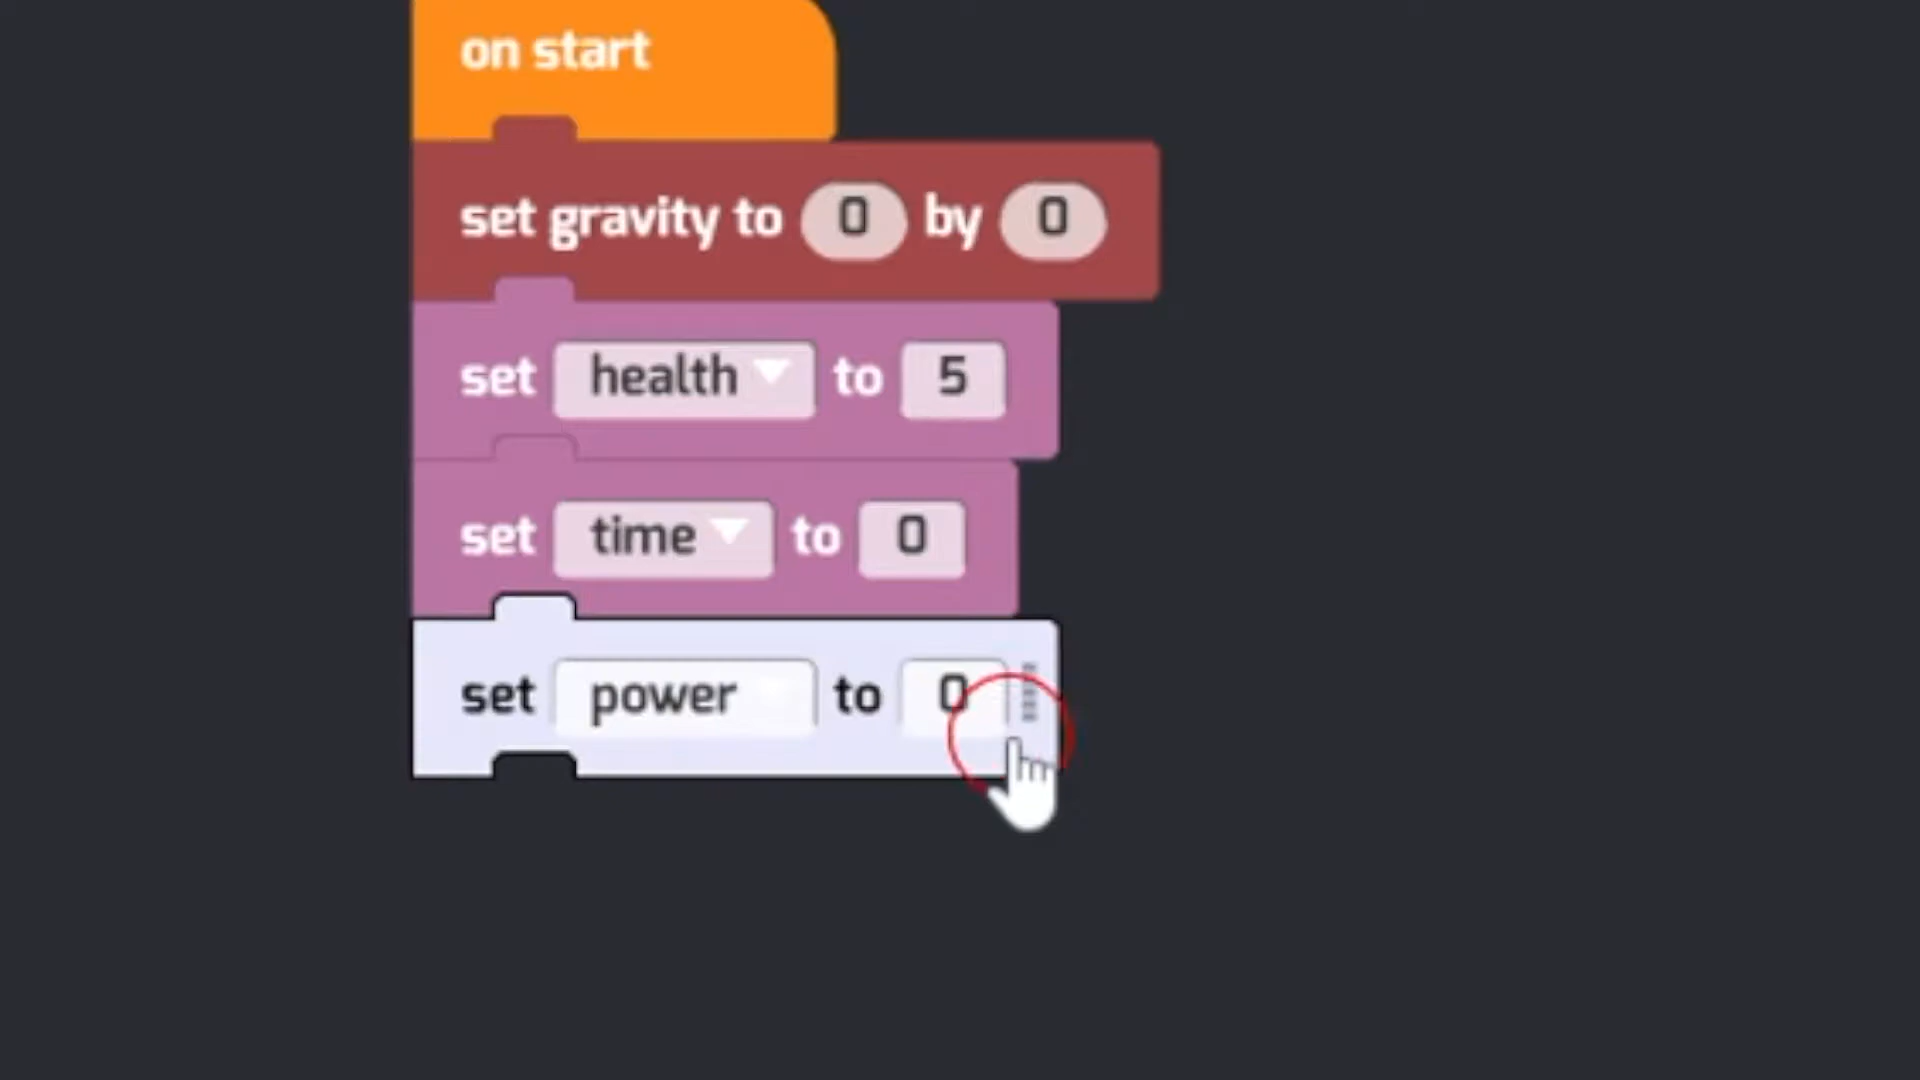 on start
set gravity to 0 by 0
set health to 5
set time to 0
set power to 0